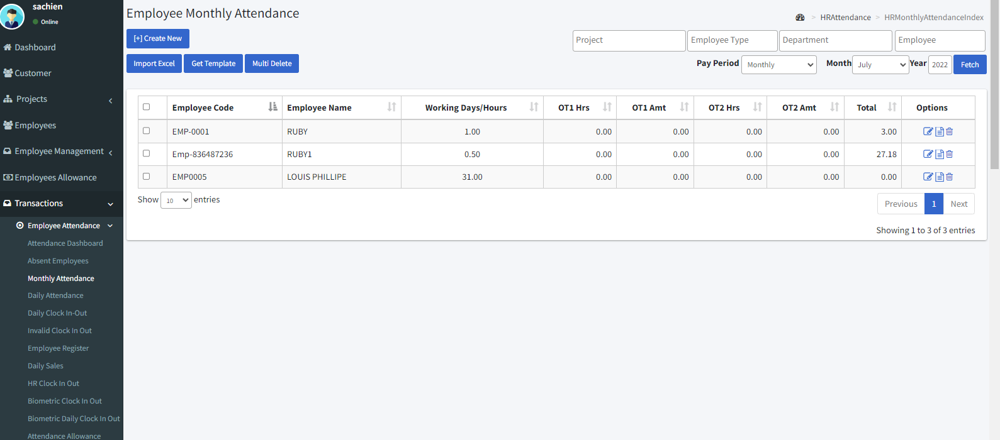 sachien
Online
Dashboard
Customer
Projects
Employees
Employee Management
Employees Allowance
Transactions
Employee Attendance
Attendance Dashboard
Absent Employees
Monthly Attendance
Daily Attendance
Daily Clock In-Out
Invalid Clock In Out
Employee Register
Daily Sales
HR Clock In Out
Biometric Clock In Out
Biometric Daily Clock In Out
Attendance Allowance
Employee Monthly Attendance
> HRAttendance > HRMonthlyAttendanceIndex
[+] Create New
Project Employee Type Department Employee
Import Excel Get Template Multi Delete
Pay Period Monthly Month July Year 2022 Fetch
Employee Code Employee Name Working Days/Hours OT1 Hrs OT1 Amt OT2 Hrs OT2 Amt Total Options
EMP-0001 RUBY 1.00 0.00 0.00 0.00 0.00 3.00
Emp-836487236 RUBY1 0.50 0.00 0.00 0.00 0.00 27.18
EMP0005 LOUIS PHILLIPE 31.00 0.00 0.00 0.00 0.00 0.00
Show 10 entries
Previous 1 Next
Showing 1 to 3 of 3 entries